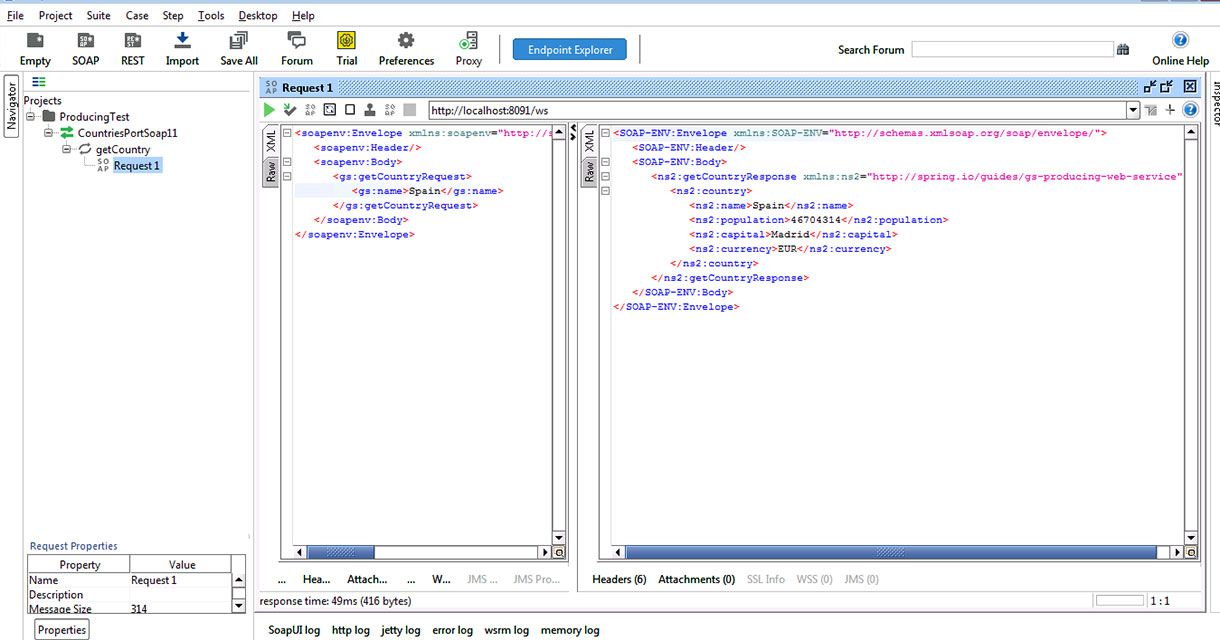 File Project Suite Case Step Tools Desktop Help
Empty SOAP REST Import Save All Forum Trial Preferences Proxy Endpoint Explorer Search Forum Online Help
Navigator
Projects
ProducingTest
CountriesPortSoap11
getCountry
Request 1
Request 1
http://localhost:8091/ws
XML
Raw
<soapenv:Envelope xmlns:soapenv="http://s
<soapenv:Header/>
<soapenv:Body>
<gs:getCountryRequest>
<gs:name>Spain</gs:name>
</gs:getCountryRequest>
</soapenv:Body>
</soapenv:Envelope>
XML
Raw
<SOAP-ENV:Envelope xmlns:SOAP-ENV="http://schemas.xmlsoap.org/soap/envelope/">
<SOAP-ENV:Header/>
<SOAP-ENV:Body>
<ns2:getCountryResponse xmlns:ns2="http://spring.io/guides/gs-producing-web-service"
<ns2:country>
<ns2:name>Spain</ns2:name>
<ns2:population>46704314</ns2:population>
<ns2:capital>Madrid</ns2:capital>
<ns2:currency>EUR</ns2:currency>
</ns2:country>
</ns2:getCountryResponse>
</SOAP-ENV:Body>
</SOAP-ENV:Envelope>
Inspector
Request Properties
Property Value
Name Request 1
Description
Message Size 314
Properties
... Hea... Attach... ... W... JMS ... JMS Pro...
Headers (6) Attachments (0) SSL Info WSS (0) JMS (0)
response time: 49ms (416 bytes)
1 : 1
SoapUI log http log jetty log error log wsrm log memory log